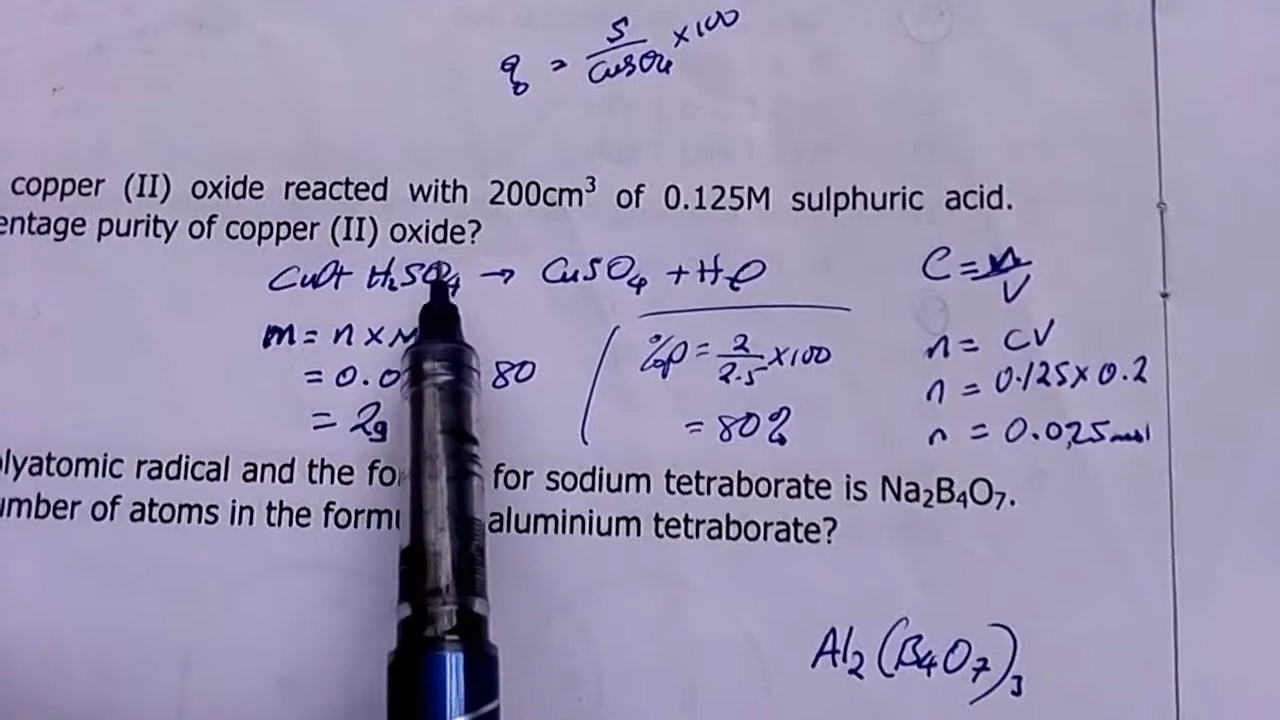 % = S/CuSO4 × 100
copper (II) oxide reacted with 200cm³ of 0.125M sulphuric acid.
entage purity of copper (II) oxide?
CuO + H₂SO₄ → CuSO₄ + H₂O
C = n/V
m = n × M
%p = 2/2.5 × 100
n = CV
= 0.0 80
n = 0.125 × 0.2
= 2g
= 80%
n = 0.025 mol
lyatomic radical and the fo for sodium tetraborate is Na₂B₄O₇.
umber of atoms in the formu aluminium tetraborate?
Al₂(B₄O₇)₃